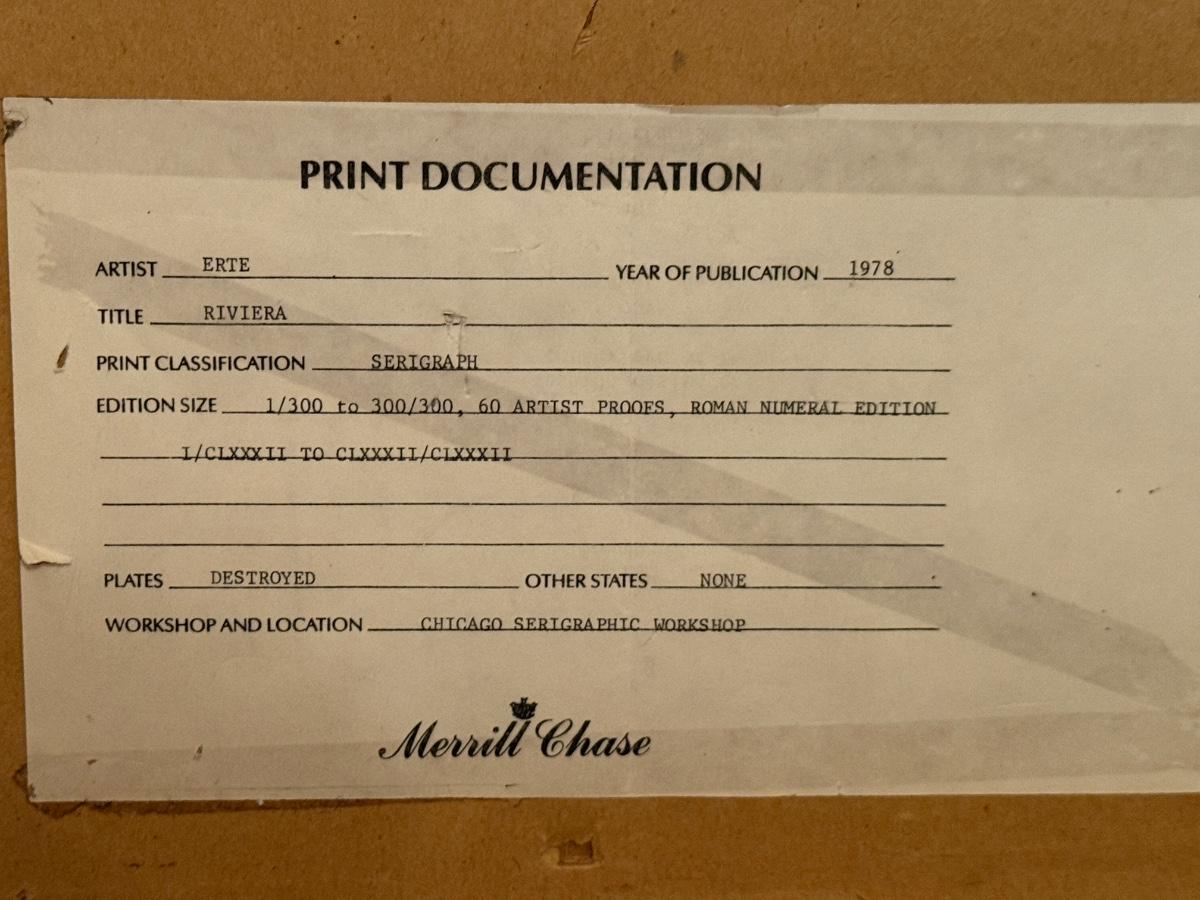 PRINT DOCUMENTATION
ARTIST ERTE YEAR OF PUBLICATION 1978
TITLE RIVIERA
PRINT CLASSIFICATION SERIGRAPH
EDITION SIZE 1/300 to 300/300, 60 ARTIST PROOFS, ROMAN NUMERAL EDITION
I/CLXXXII TO CLXXXII/CLXXXII
PLATES DESTROYED OTHER STATES NONE
WORKSHOP AND LOCATION CHICAGO SERIGRAPHIC WORKSHOP
Merrill Chase